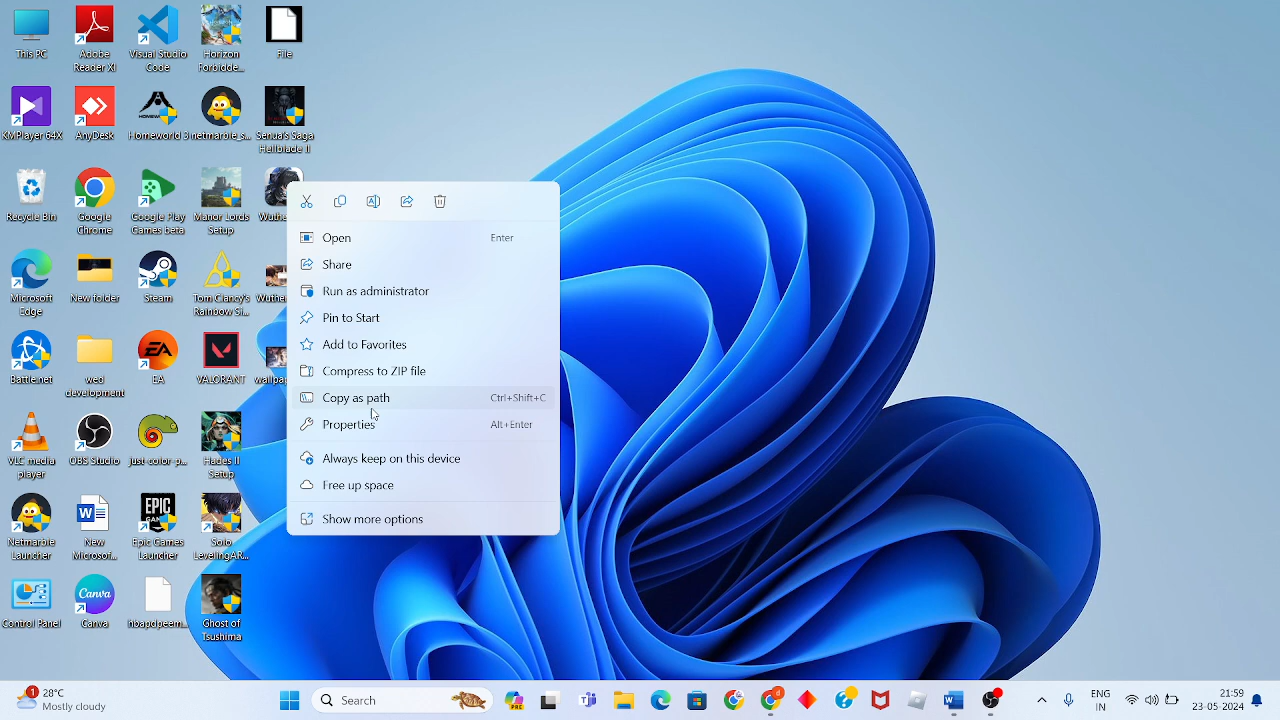 This PC
Adobe
Reader XI
Visual Studio
Code
Horizon
Forbidde...
File
KMPlayer 64X
AnyDesk
Homeworld 3
netmarble_s...
Senua's Saga
Hellblade II
Recycle Bin
Google
Chrome
Google Play
Games beta
Manor Lords
Setup
Wuthe
Microsoft
Edge
New folder
Steam
Tom Clancy's
Rainbow Si...
Wuther
Battle.net
wed
development
EA
VALORANT
wallpap
VLC media
player
OBS Studio
just-color-p...
Hades II
Setup
Netmarble
Launcher
New
Microsof...
Epic Games
Launcher
Solo
LevelingAR...
Control Panel
Canva
nbapdpeem...
Ghost of
Tsushima
Open Enter
Share
Run as administrator
Pin to Start
Add to Favorites
Compress to ZIP file
Copy as path Ctrl+Shift+C
Properties Alt+Enter
Always keep on this device
Free up space
Show more options
1
28°C
Mostly cloudy
Search
ENG
IN
21:59
23-05-2024